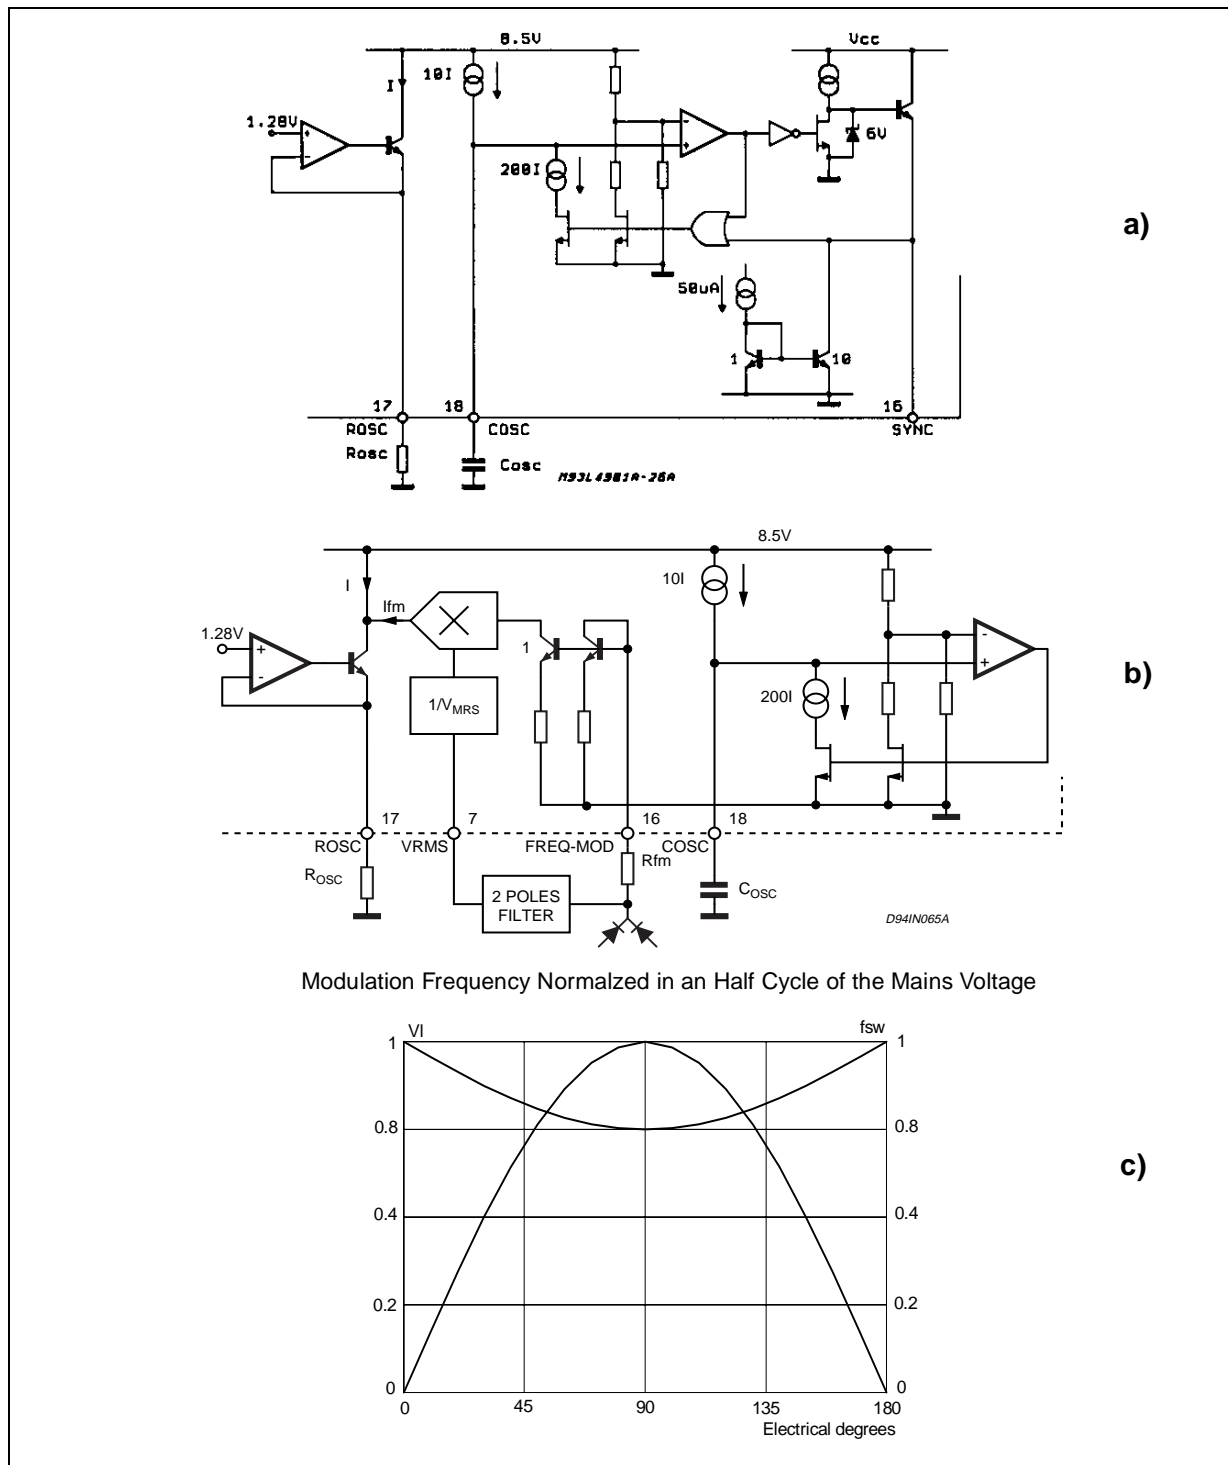 8.5V
Vcc
10I
I
1.28V
+
-
-
+
6V
200I
a)
50uA
1
10
17
18
16
ROSC
COSC
SYNC
Rosc
Cosc
M93L4981A-26A
8.5V
I
10I
Ifm
1.28V
+
-
1
-
+
b)
1/VMRS
200I
17
7
16
18
ROSC
VRMS
FREQ-MOD
COSC
Rfm
ROSC
2 POLES
FILTER
COSC
D94IN065A
Modulation Frequency Normalzed in an Half Cycle of the Mains Voltage
VI
fsw
1
1
0.8
0.8
c)
0.4
0.4
0.2
0.2
0
0
0
45
90
135
180
Electrical degrees